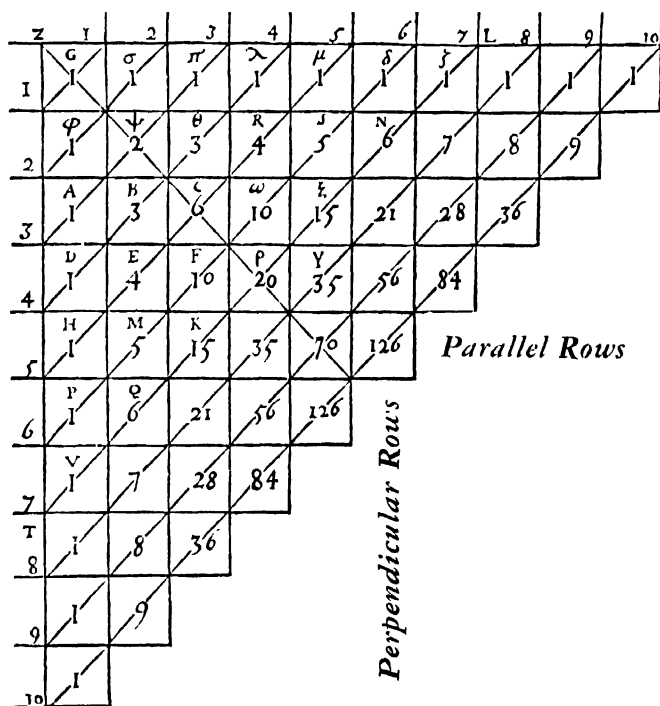 Z 1 2 3 4 5 6 7 L 8 9 10
G σ π λ μ δ ζ
1 1 1 1 1 1 1 1 1 1 1
φ ψ θ R S N
2 1 2 3 4 5 6 7 8 9
A B C ω ξ
3 1 3 6 10 15 21 28 36
D E F ρ Y
4 1 4 10 20 35 56 84
H M K
5 1 5 15 35 70 126
Parallel Rows
P Q
6 1 6 21 56 126
V
7 1 7 28 84
T
8 1 8 36
9 1 9
10 1
Perpendicular Rows